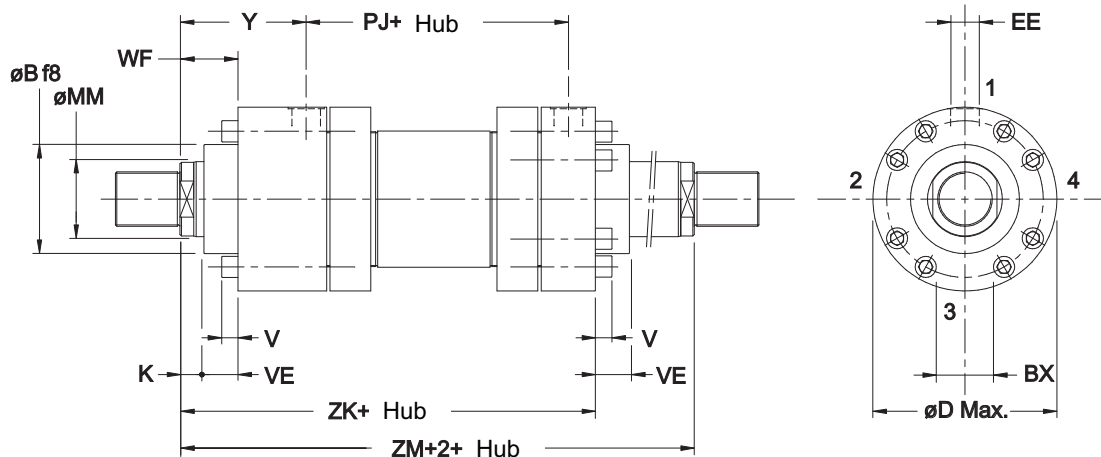 Y
PJ+ Hub
EE
WF
øB f8
øMM
1
2
4
3
V
V
K
VE
VE
BX
ZK+ Hub
øD Max.
ZM+2+ Hub